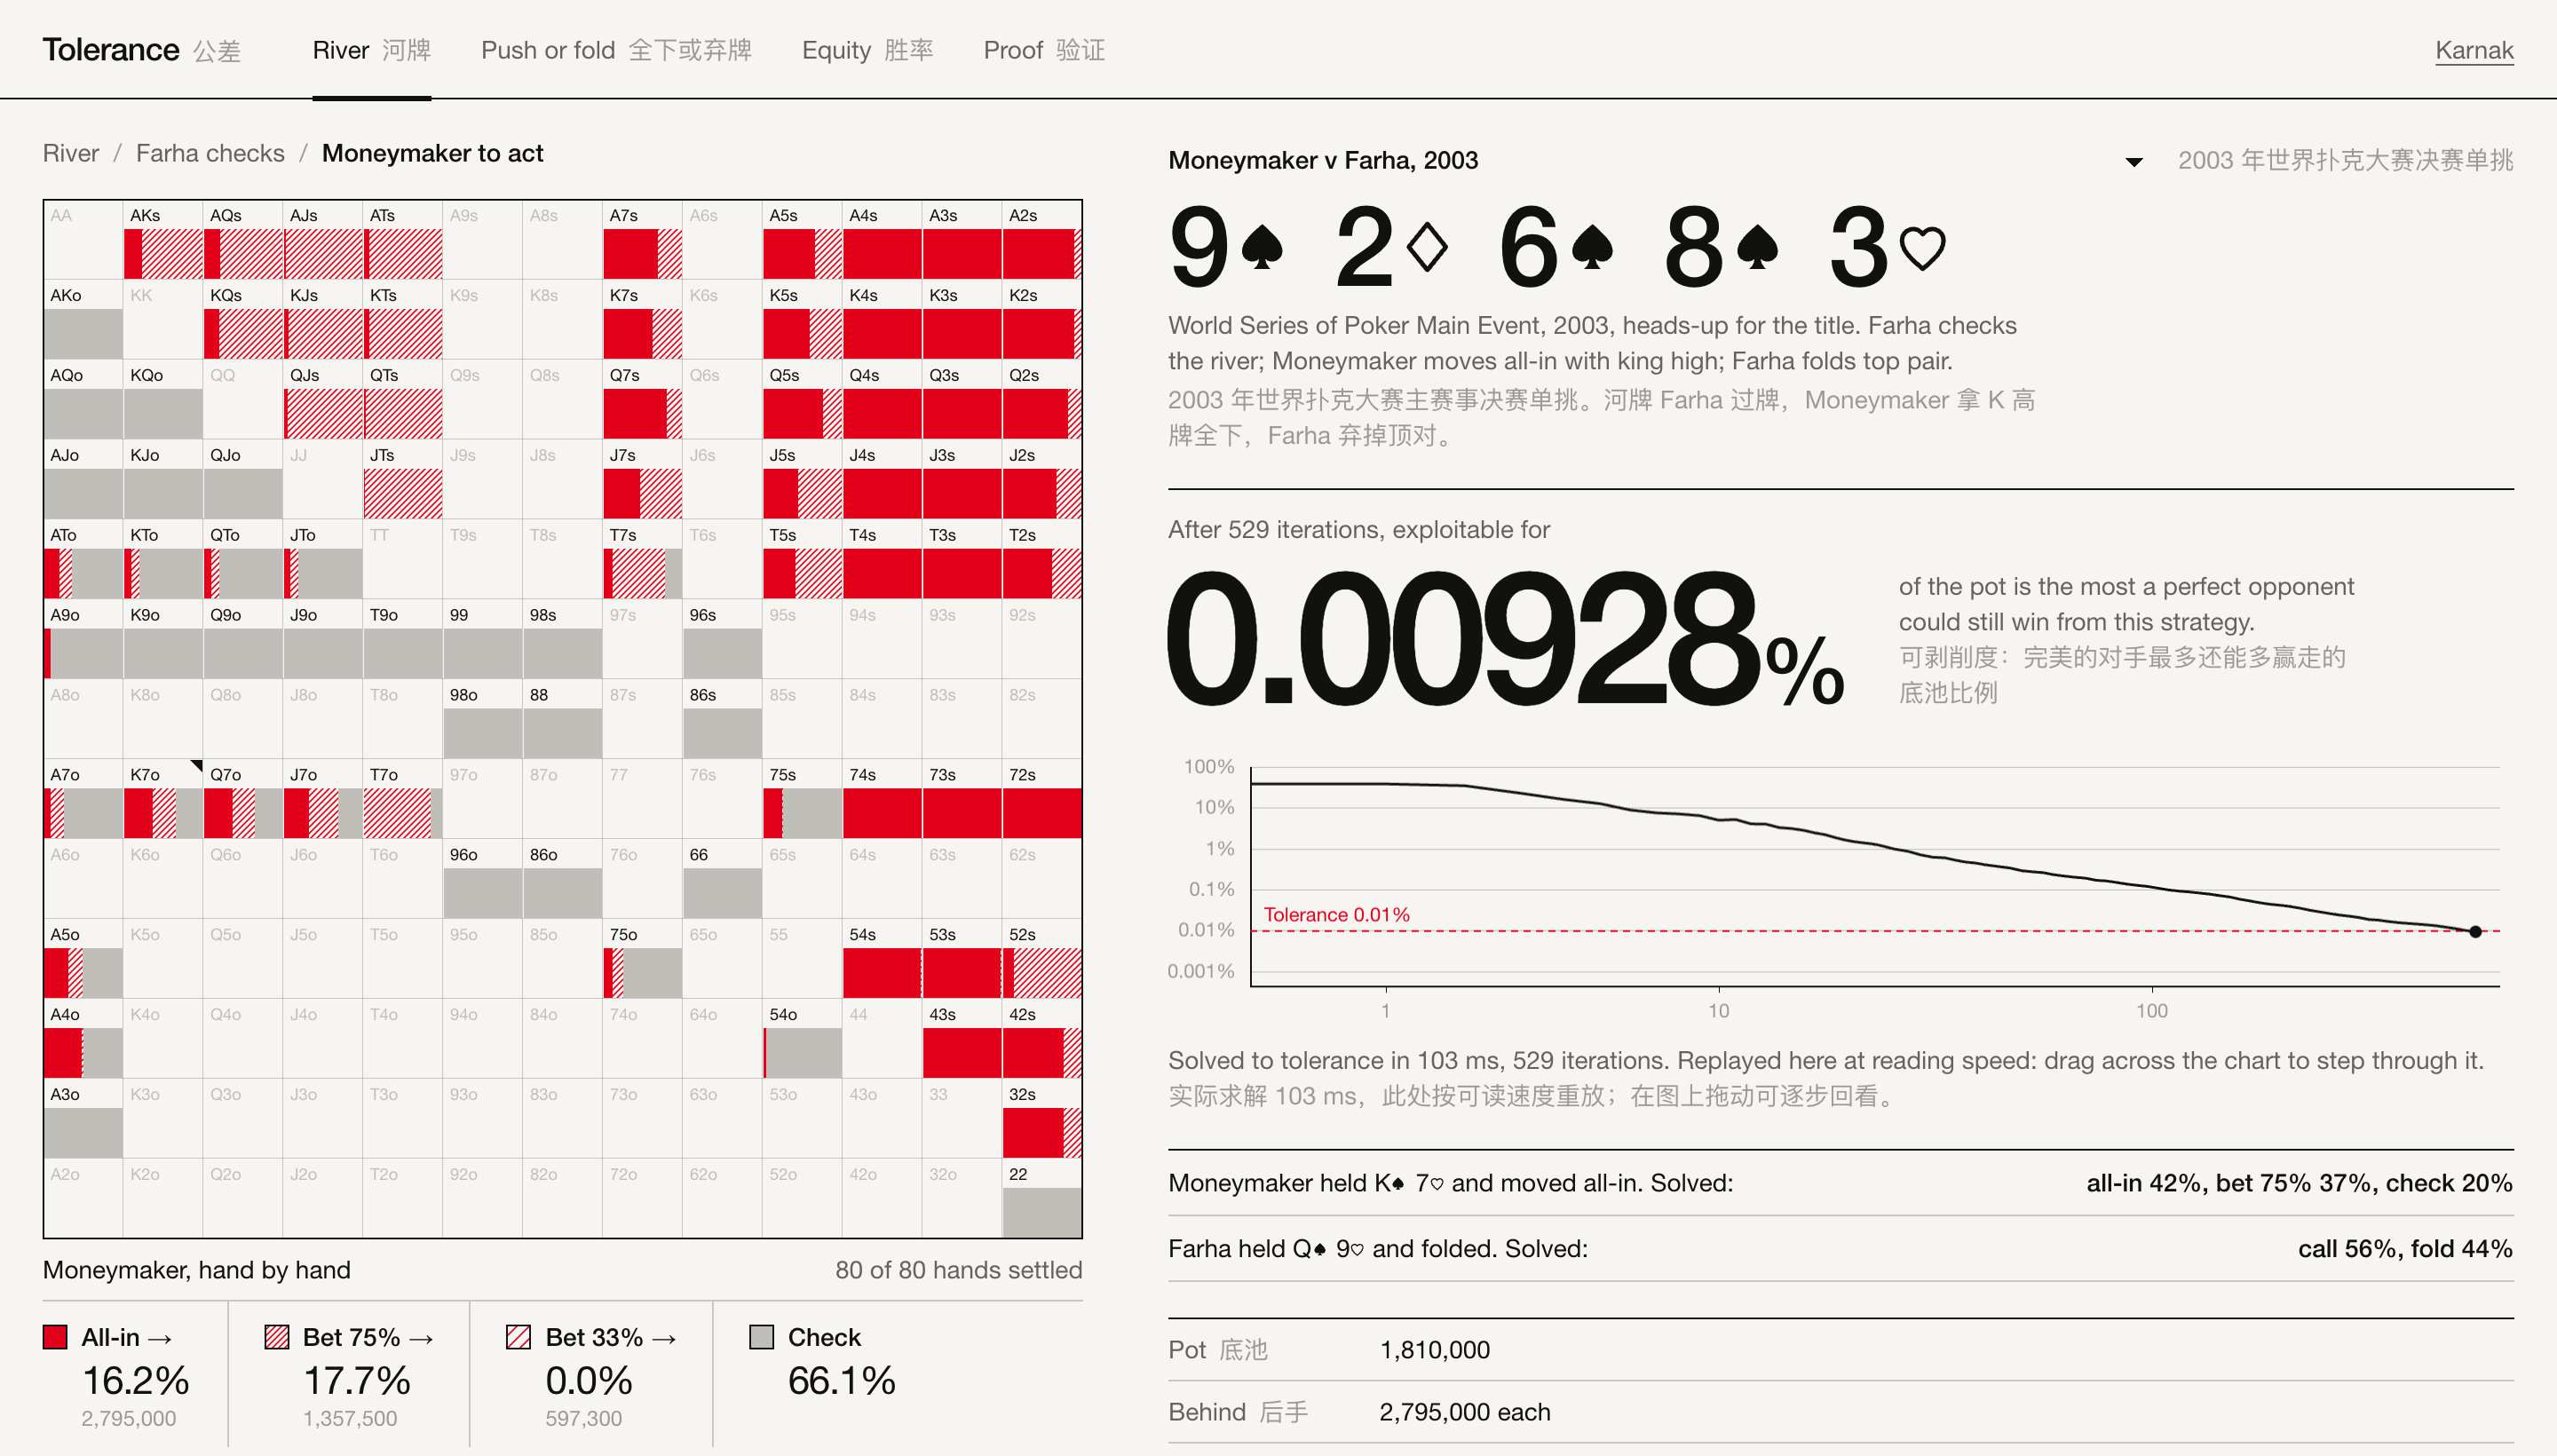 Tolerance 公差 River 河牌 Push or fold 全下或弃牌 Equity 胜率 Proof 验证 Karnak
River / Farha checks / Moneymaker to act
AA AKs AQs AJs ATs A9s A8s A7s A6s A5s A4s A3s A2s
AKo KK KQs KJs KTs K9s K8s K7s K6s K5s K4s K3s K2s
AQo KQo QQ QJs QTs Q9s Q8s Q7s Q6s Q5s Q4s Q3s Q2s
AJo KJo QJo JJ JTs J9s J8s J7s J6s J5s J4s J3s J2s
ATo KTo QTo JTo TT T9s T8s T7s T6s T5s T4s T3s T2s
A9o K9o Q9o J9o T9o 99 98s 97s 96s 95s 94s 93s 92s
A8o K8o Q8o J8o T8o 98o 88 87s 86s 85s 84s 83s 82s
A7o K7o Q7o J7o T7o 97o 87o 77 76s 75s 74s 73s 72s
A6o K6o Q6o J6o T6o 96o 86o 76o 66 65s 64s 63s 62s
A5o K5o Q5o J5o T5o 95o 85o 75o 65o 55 54s 53s 52s
A4o K4o Q4o J4o T4o 94o 84o 74o 64o 54o 44 43s 42s
A3o K3o Q3o J3o T3o 93o 83o 73o 63o 53o 43o 33 32s
A2o K2o Q2o J2o T2o 92o 82o 72o 62o 52o 42o 32o 22
Moneymaker, hand by hand 80 of 80 hands settled
All-in → Bet 75% → Bet 33% → Check
16.2% 17.7% 0.0% 66.1%
2,795,000 1,357,500 597,300
Moneymaker v Farha, 2003 2003 年世界扑克大赛决赛单挑
9♠ 2♢ 6♠ 8♠ 3♡
World Series of Poker Main Event, 2003, heads-up for the title. Farha checks
the river; Moneymaker moves all-in with king high; Farha folds top pair.
2003 年世界扑克大赛主赛事决赛单挑。河牌 Farha 过牌，Moneymaker 拿 K 高
牌全下，Farha 弃掉顶对。
After 529 iterations, exploitable for
0.00928%
of the pot is the most a perfect opponent
could still win from this strategy.
可剥削度：完美的对手最多还能多赢走的
底池比例
100%
10%
1%
0.1%
Tolerance 0.01%
0.01%
0.001%
1 10 100
Solved to tolerance in 103 ms, 529 iterations. Replayed here at reading speed: drag across the chart to step through it.
实际求解 103 ms，此处按可读速度重放；在图上拖动可逐步回看。
Moneymaker held K♠ 7♡ and moved all-in. Solved: all-in 42%, bet 75% 37%, check 20%
Farha held Q♠ 9♡ and folded. Solved: call 56%, fold 44%
Pot 底池 1,810,000
Behind 后手 2,795,000 each